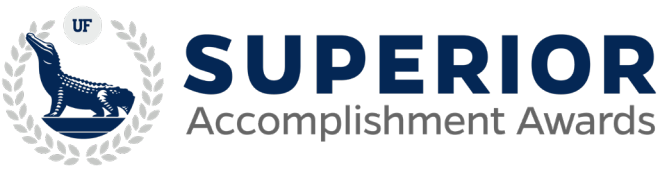 UF
SUPERIOR
Accomplishment Awards